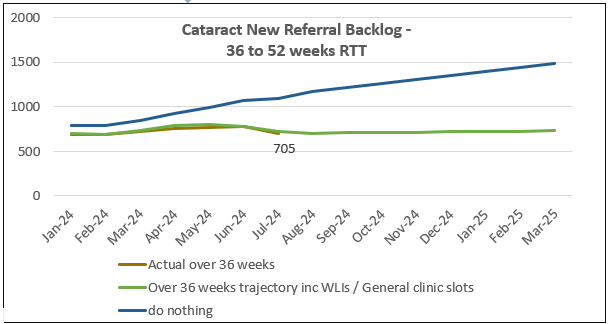 Cataract New Referral Backlog -
36 to 52 weeks RTT
2000
1500
1000
500
0
705
Jan-24
Feb-24
Mar-24
Apr-24
May-24
Jun-24
Jul-24
Aug-24
Sep-24
Oct-24
Nov-24
Dec-24
Jan-25
Feb-25
Mar-25
Actual over 36 weeks
Over 36 weeks trajectory inc WLIs / General clinic slots
do nothing